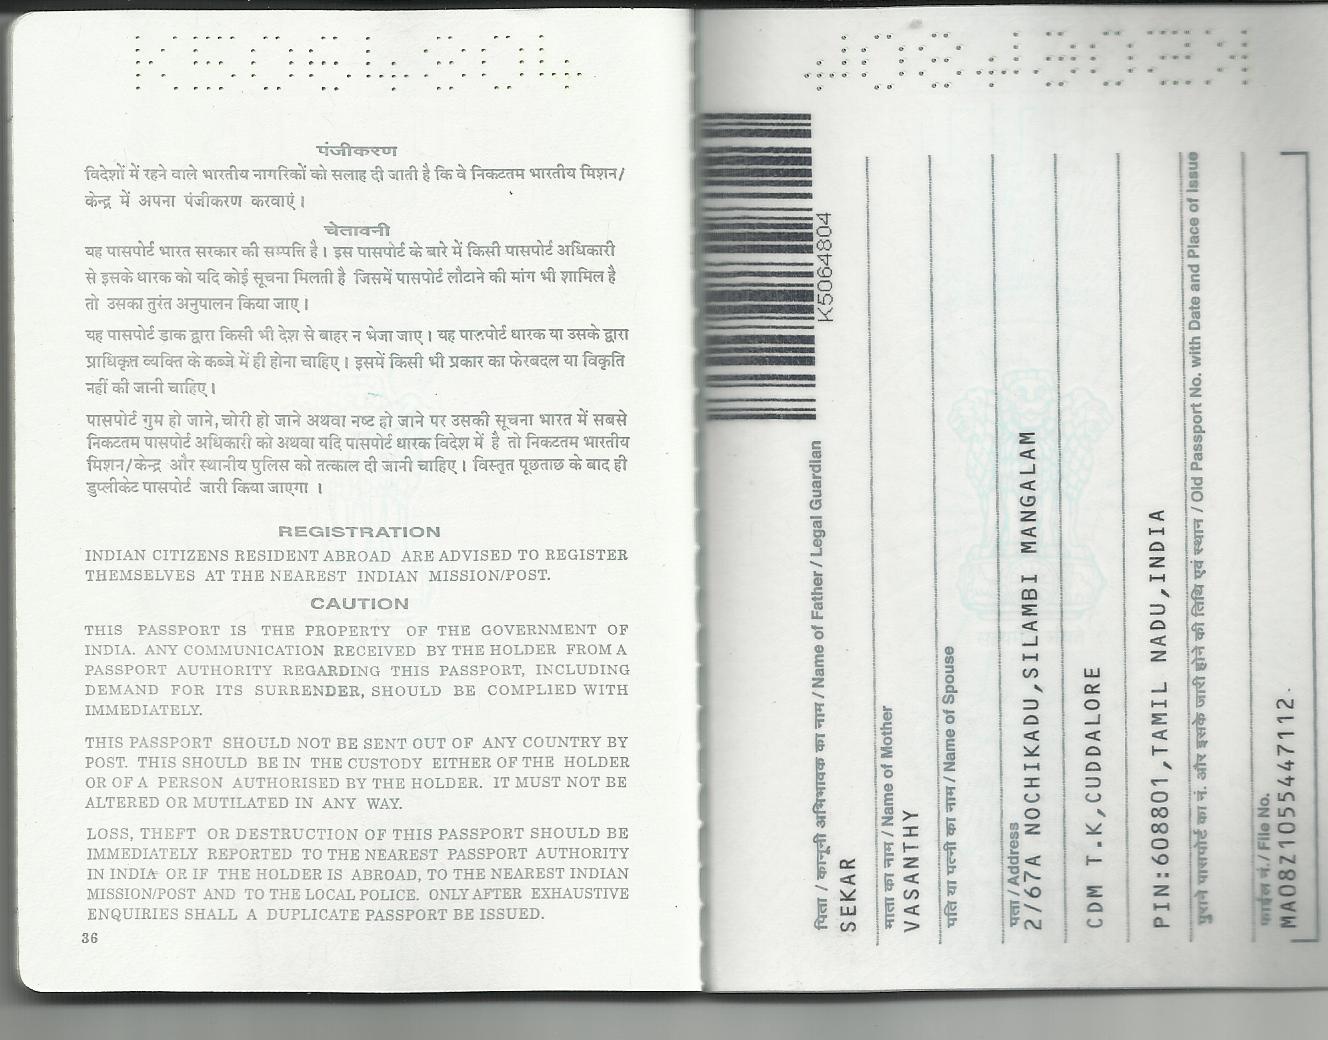 पंजीकरण
विदेशों में रहने वाले भारतीय नागरिकों को सलाह दी जाती है कि वे निकटतम भारतीय मिशन/
केन्द्र में अपना पंजीकरण करवाएं ।
चेतावनी
यह पासपोर्ट भारत सरकार की सम्पत्ति है । इस पासपोर्ट के बारे में किसी पासपोर्ट अधिकारी
से इसके धारक को यदि कोई सूचना मिलती है जिसमें पासपोर्ट लौटाने की मांग भी शामिल है
तो उसका तुरंत अनुपालन किया जाए ।
यह पासपोर्ट डाक द्वारा किसी भी देश से बाहर न भेजा जाए । यह पासपोर्ट धारक या उसके द्वारा
प्राधिकृत व्यक्ति के कब्जे में ही होना चाहिए । इसमें किसी भी प्रकार का फेरबदल या विकृति
नहीं की जानी चाहिए ।
पासपोर्ट गुम हो जाने, चोरी हो जाने अथवा नष्ट हो जाने पर उसकी सूचना भारत में सबसे
निकटतम पासपोर्ट अधिकारी को अथवा यदि पासपोर्ट धारक विदेश में है तो निकटतम भारतीय
मिशन/केन्द्र और स्थानीय पुलिस को तत्काल दी जानी चाहिए । विस्तृत पूछताछ के बाद ही
डुप्लीकेट पासपोर्ट जारी किया जाएगा ।
REGISTRATION
INDIAN CITIZENS RESIDENT ABROAD ARE ADVISED TO REGISTER
THEMSELVES AT THE NEAREST INDIAN MISSION/POST.
CAUTION
THIS PASSPORT IS THE PROPERTY OF THE GOVERNMENT OF
INDIA. ANY COMMUNICATION RECEIVED BY THE HOLDER FROM A
PASSPORT AUTHORITY REGARDING THIS PASSPORT, INCLUDING
DEMAND FOR ITS SURRENDER, SHOULD BE COMPLIED WITH
IMMEDIATELY.
THIS PASSPORT SHOULD NOT BE SENT OUT OF ANY COUNTRY BY
POST. THIS SHOULD BE IN THE CUSTODY EITHER OF THE HOLDER
OR OF A PERSON AUTHORISED BY THE HOLDER. IT MUST NOT BE
ALTERED OR MUTILATED IN ANY WAY.
LOSS, THEFT OR DESTRUCTION OF THIS PASSPORT SHOULD BE
IMMEDIATELY REPORTED TO THE NEAREST PASSPORT AUTHORITY
IN INDIA OR IF THE HOLDER IS ABROAD, TO THE NEAREST INDIAN
MISSION/POST AND TO THE LOCAL POLICE. ONLY AFTER EXHAUSTIVE
ENQUIRIES SHALL A DUPLICATE PASSPORT BE ISSUED.
36
K5064804
पिता / कानूनी अभिभावक का नाम / Name of Father / Legal Guardian
SEKAR
माता का नाम / Name of Mother
VASANTHY
पति या पत्नी का नाम / Name of Spouse
पता / Address
2/67A NOCHIKADU,SILAMBI MANGALAM
CDM T.K,CUDDALORE
PIN:608801,TAMIL NADU,INDIA
पुराने पासपोर्ट का नं. और इसके जारी होने की तिथि एवं स्थान / Old Passport No. with Date and Place of Issue
फाईल नं./ File No.
MA08Z1055447112